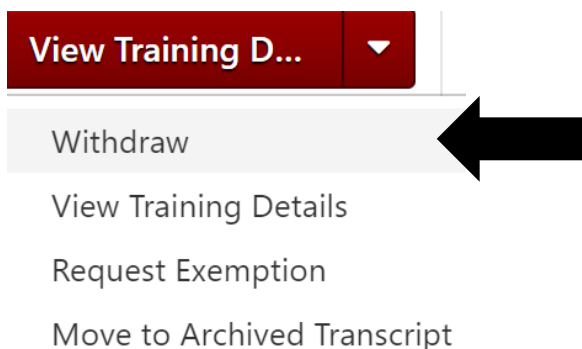 View Training D...
Withdraw
View Training Details
Request Exemption
Move to Archived Transcript